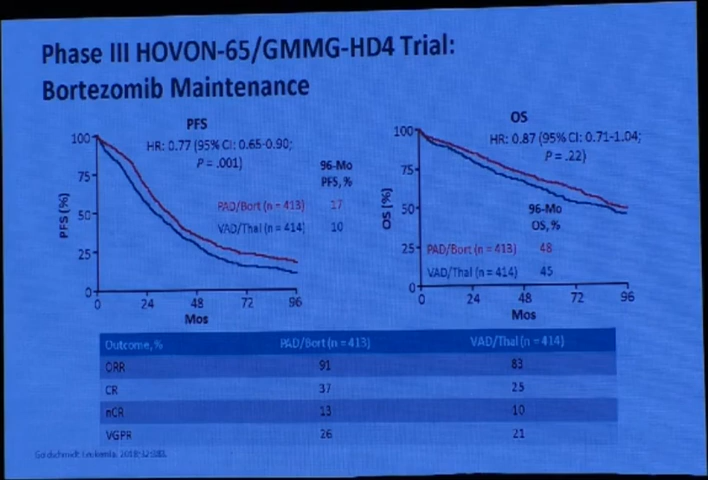 Phase III HOVON-65/GMMG-HD4 Trial:
Bortezomib Maintenance
PFS
HR: 0.77 (95% CI: 0.65-0.90;
P = .001)
96-Mo
PFS, %
PAD/Bort (n = 413) 17
VAD/Thal (n = 414) 10
PFS (%)
100
75
50
25
0
0 24 48 72 96
Mos
OS
HR: 0.87 (95% CI: 0.71-1.04;
P = .22)
96-Mo
OS, %
PAD/Bort (n = 413) 48
VAD/Thal (n = 414) 45
OS (%)
100
75
50
25
0
0 24 48 72 96
Mos
Outcome, % PAD/Bort (n = 413) VAD/Thal (n = 414)
ORR 91 83
CR 37 25
nCR 13 10
VGPR 26 21
Goldschmidt. Leukemia. 2018;32:383.